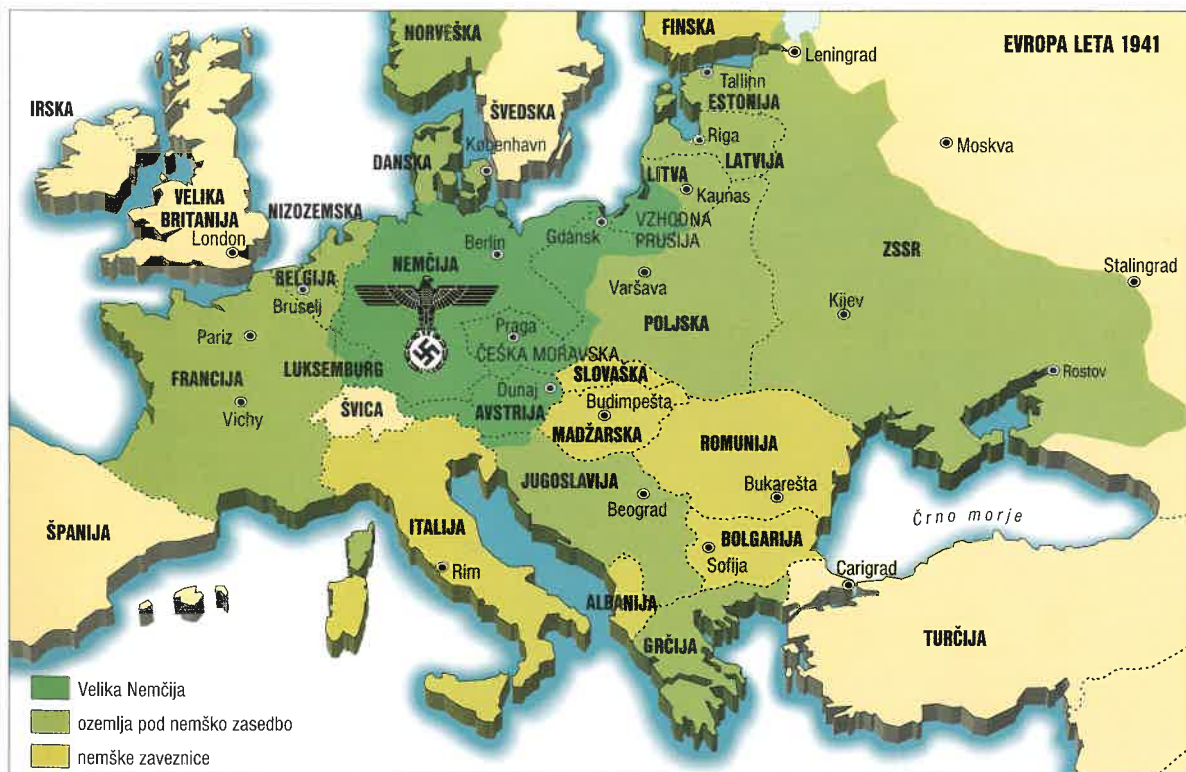 EVROPA LETA 1941
NORVEŠKA
FINSKA
Leningrad
Tallinn
ESTONIJA
IRSKA
ŠVEDSKA
København
DANSKA
Riga
LATVIJA
Moskva
LITVA
Kaunas
VELIKA
BRITANIJA
London
NIZOZEMSKA
Gdansk
VZHODNA
PRUSIJA
Berlin
NEMČIJA
ZSSR
BELGIJA
Bruselj
Varšava
Stalingrad
Kijev
POLJSKA
Pariz
Praga
ČEŠKA MORAVSKA
LUKSEMBURG
FRANCIJA
SLOVAŠKA
Rostov
Dunaj
AVSTRIJA
Vichy
ŠVICA
Budimpešta
MADŽARSKA
ROMUNIJA
JUGOSLAVIJA
Beograd
Bukarešta
Črno morje
ŠPANIJA
ITALIJA
BOLGARIJA
Sofija
Rim
Carigrad
ALBANIJA
GRČIJA
TURČIJA
Velika Nemčija
ozemlja pod nemško zasedbo
nemške zaveznice